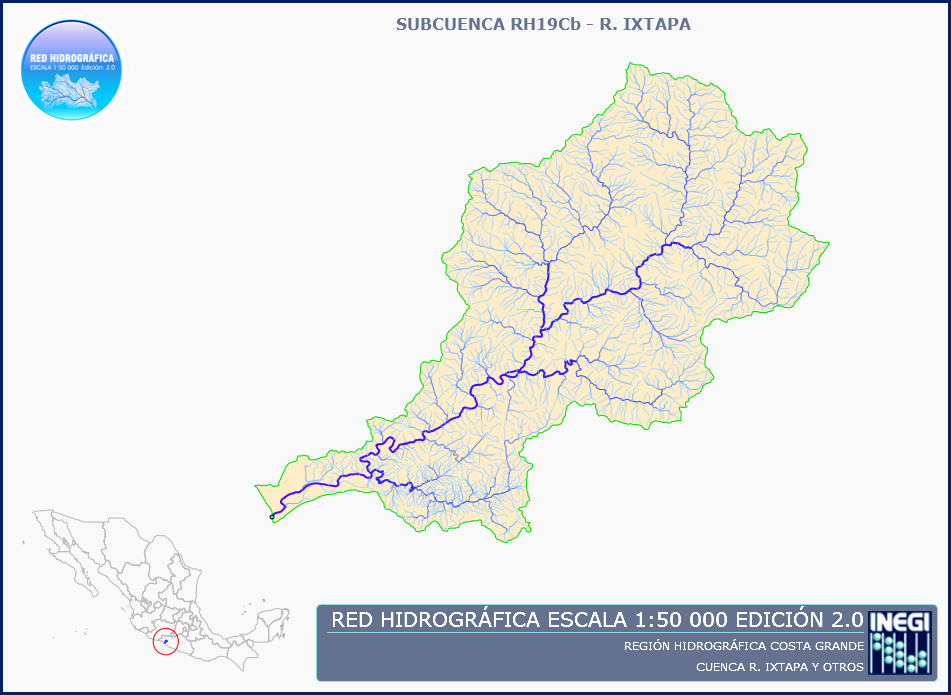 SUBCUENCA RH19Cb - R. IXTAPA
RED HIDROGRÁFICA
ESCALA 1:50 000 Edición: 2.0
RED HIDROGRÁFICA ESCALA 1:50 000 EDICIÓN 2.0
REGIÓN HIDROGRÁFICA COSTA GRANDE
CUENCA R. IXTAPA Y OTROS
INEGI